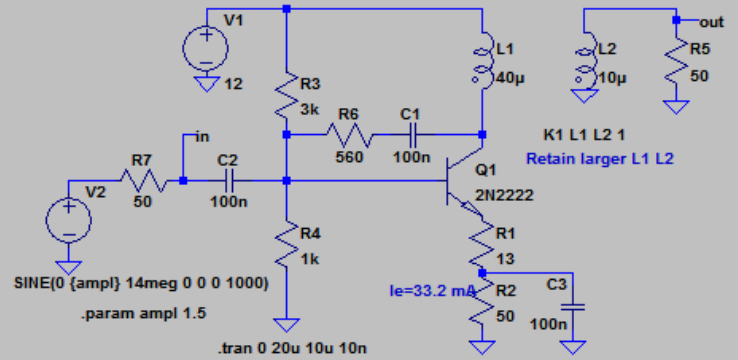 V1
12
R3
3k
L1
40µ
L2
10µ
out
R5
50
R6
560
C1
100n
K1 L1 L2 1
Retain larger L1 L2
in
R7
50
C2
100n
Q1
2N2222
V2
R4
1k
R1
13
SINE(0 {ampl} 14meg 0 0 0 1000)
Ie=33.2 mA
R2
50
C3
100n
.param ampl 1.5
.tran 0 20u 10u 10n